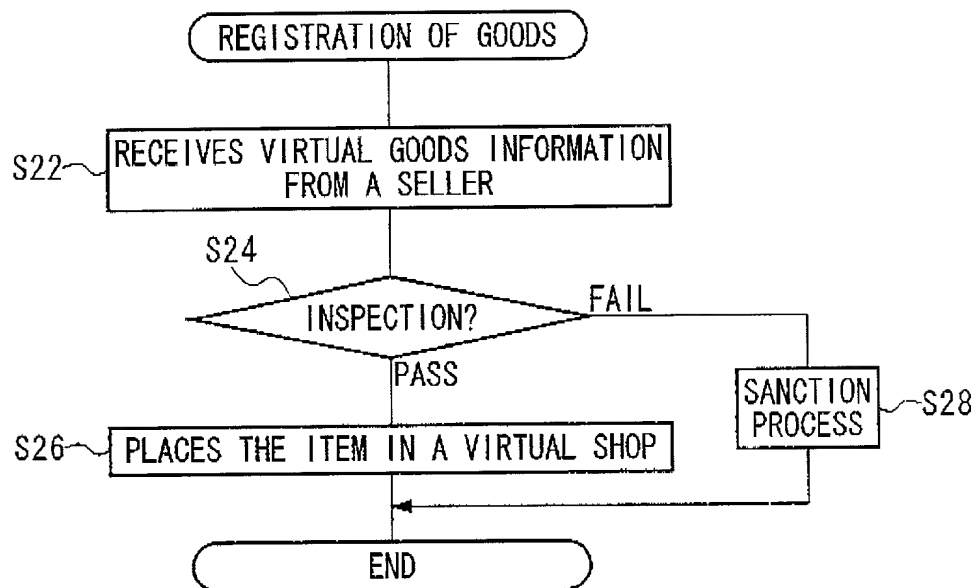 REGISTRATION OF GOODS
S22
RECEIVES VIRTUAL GOODS INFORMATION
FROM A SELLER
S24
INSPECTION?
FAIL
PASS
SANCTION
PROCESS
S28
S26
PLACES THE ITEM IN A VIRTUAL SHOP
END